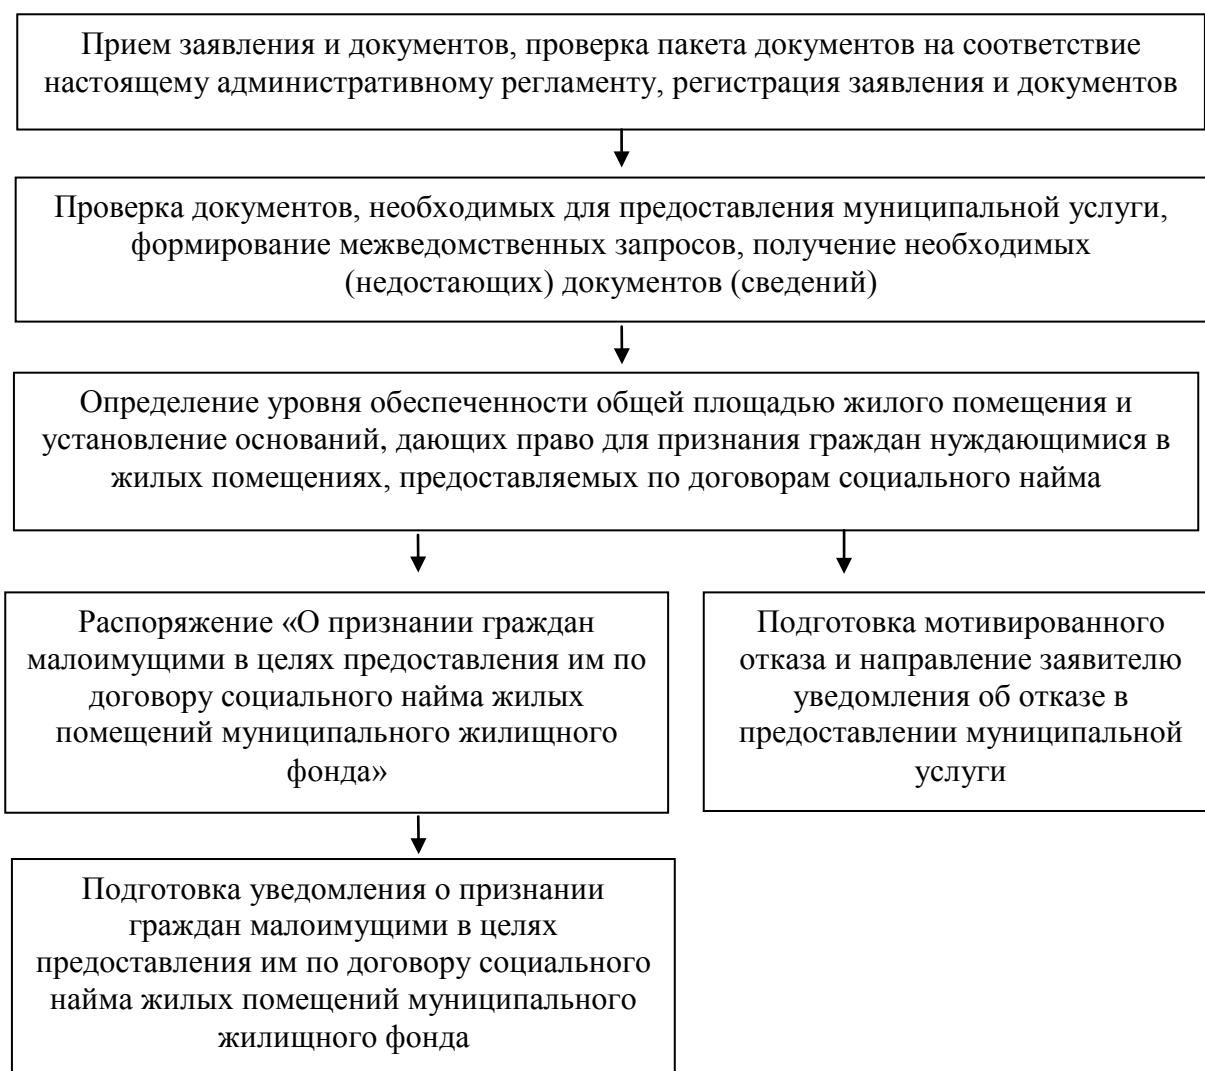 Прием заявления и документов, проверка пакета документов на соответствие
настоящему административному регламенту, регистрация заявления и документов
Проверка документов, необходимых для предоставления муниципальной услуги,
формирование межведомственных запросов, получение необходимых
(недостающих) документов (сведений)
Определение уровня обеспеченности общей площадью жилого помещения и
установление оснований, дающих право для признания граждан нуждающимися в
жилых помещениях, предоставляемых по договорам социального найма
Распоряжение «О признании граждан
малоимущими в целях предоставления им по
договору социального найма жилых
помещений муниципального жилищного
фонда»
Подготовка мотивированного
отказа и направление заявителю
уведомления об отказе в
предоставлении муниципальной
услуги
Подготовка уведомления о признании
граждан малоимущими в целях
предоставления им по договору социального
найма жилых помещений муниципального
жилищного фонда